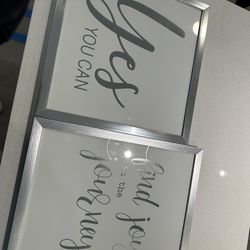 Yes
YOU CAN
find joy
in the
journey